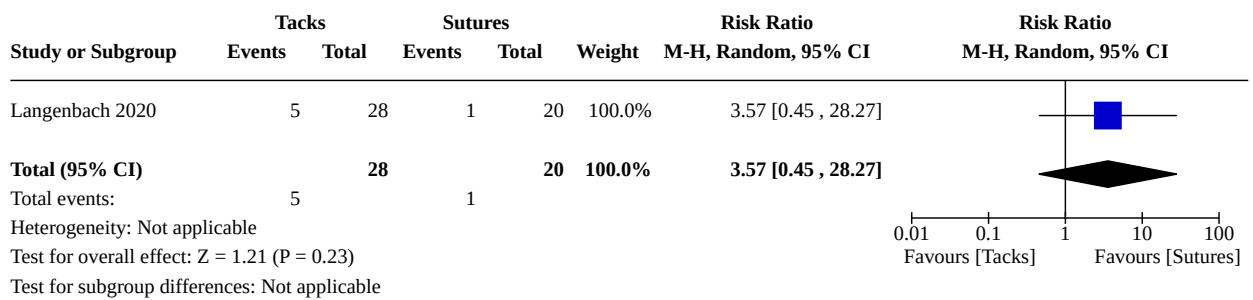 Tacks Sutures Risk Ratio Risk Ratio
Study or Subgroup Events Total Events Total Weight M-H, Random, 95% CI M-H, Random, 95% CI
Langenbach 2020 5 28 1 20 100.0% 3.57 [0.45 , 28.27]
Total (95% CI) 28 20 100.0% 3.57 [0.45 , 28.27]
Total events: 5 1
Heterogeneity: Not applicable
0.01 0.1 1 10 100
Test for overall effect: Z = 1.21 (P = 0.23) Favours [Tacks] Favours [Sutures]
Test for subgroup differences: Not applicable